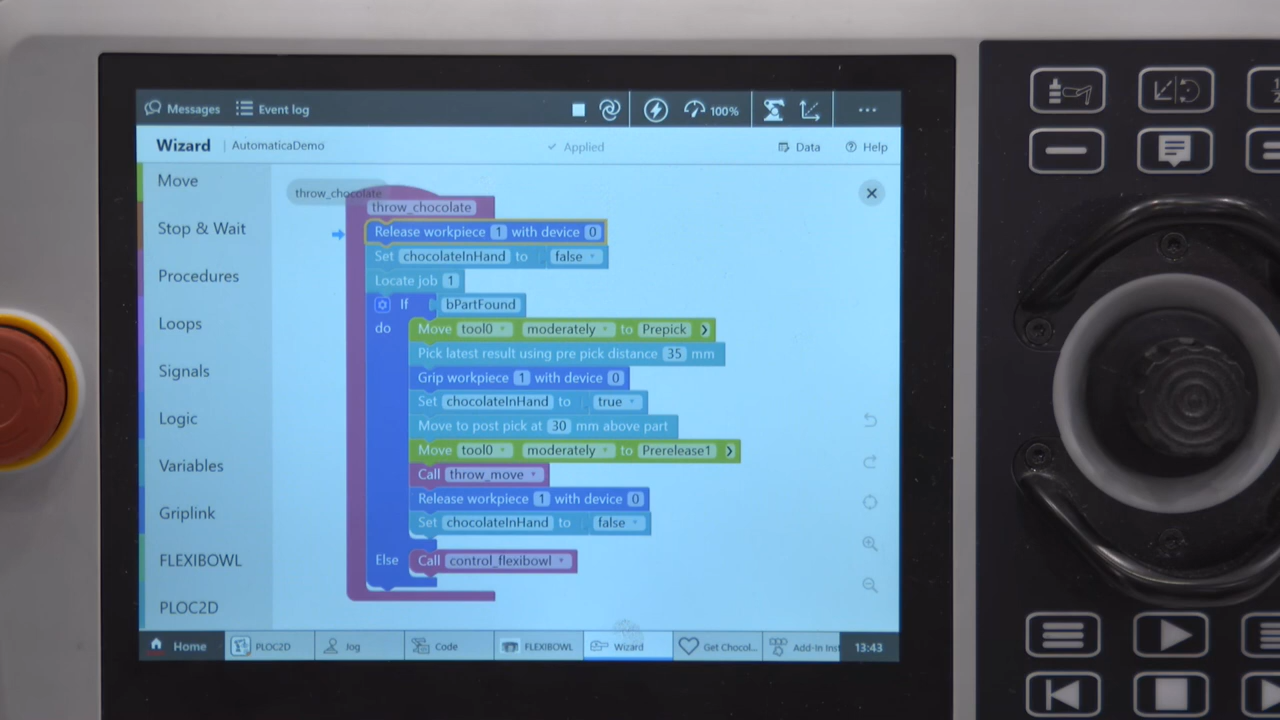 Messages Event log 100%
Wizard AutomaticaDemo Applied Data Help
Move
Stop & Wait
Procedures
Loops
Signals
Logic
Variables
Griplink
FLEXIBOWL
PLOC2D
throw_chocolate
throw_chocolate
Release workpiece 1 with device 0
Set chocolateInHand to false
Locate job 1
If bPartFound
do Move tool0 moderately to Prepick
Pick latest result using pre pick distance 35 mm
Grip workpiece 1 with device 0
Set chocolateInHand to true
Move to post pick at 30 mm above part
Move tool0 moderately to Prerelease1
Call throw_move
Release workpiece 1 with device 0
Set chocolateInHand to false
Else Call control_flexibowl
Home PLOC2D Jog Code FLEXIBOWL Wizard Get Chocol... Add-In Inst 13:43